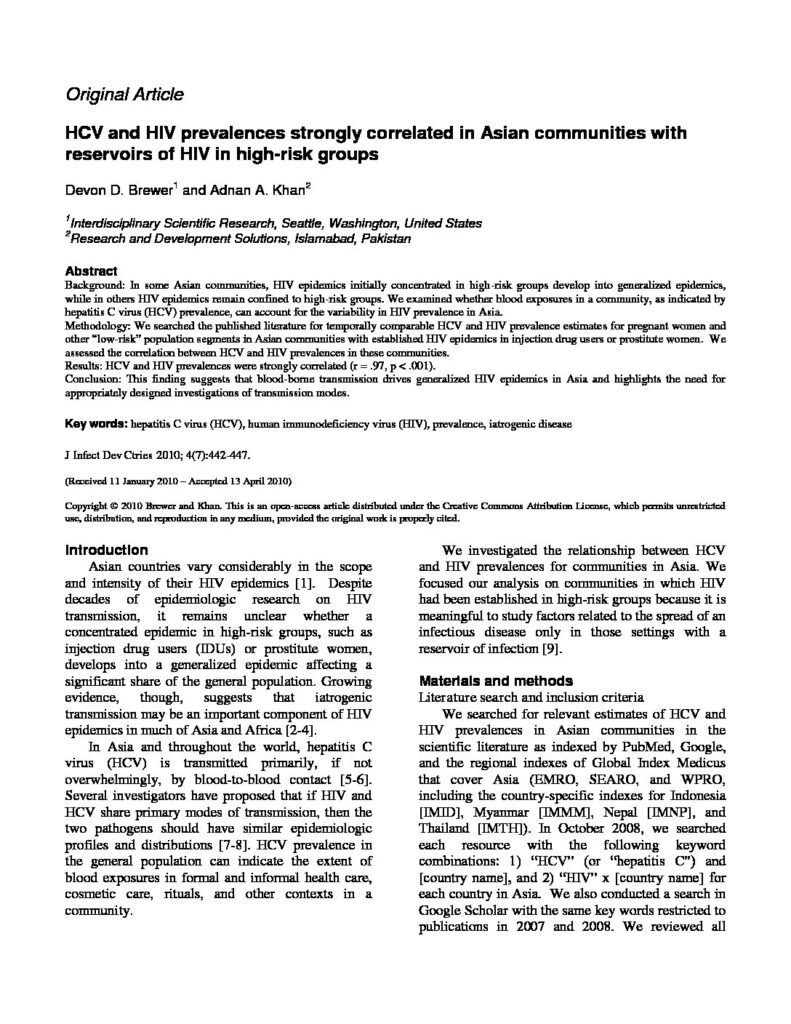 Original Article
HCV and HIV prevalences strongly correlated in Asian communities with
reservoirs of HIV in high-risk groups
Devon D. Brewer1 and Adnan A. Khan2
1Interdisciplinary Scientific Research, Seattle, Washington, United States
2Research and Development Solutions, Islamabad, Pakistan
Abstract
Background: In some Asian communities, HIV epidemics initially concentrated in high-risk groups develop into generalized epidemics,
while in others HIV epidemics remain confined to high-risk groups. We examined whether blood exposures in a community, as indicated by
hepatitis C virus (HCV) prevalence, can account for the variability in HIV prevalence in Asia.
Methodology: We searched the published literature for temporally comparable HCV and HIV prevalence estimates for pregnant women and
other “low-risk” population segments in Asian communities with established HIV epidemics in injection drug users or prostitute women. We
assessed the correlation between HCV and HIV prevalences in these communities.
Results: HCV and HIV prevalences were strongly correlated (r = .97, p < .001).
Conclusion: This finding suggests that blood-borne transmission drives generalized HIV epidemics in Asia and highlights the need for
appropriately designed investigations of transmission modes.
Key words: hepatitis C virus (HCV), human immunodeficiency virus (HIV), prevalence, iatrogenic disease
J Infect Dev Ctries 2010; 4(7):442-447.
(Received 11 January 2010 – Accepted 13 April 2010)
Copyright © 2010 Brewer and Khan. This is an open-access article distributed under the Creative Commons Attribution License, which permits unrestricted
use, distribution, and reproduction in any medium, provided the original work is properly cited.
Introduction
Asian countries vary considerably in the scope
and intensity of their HIV epidemics [1]. Despite
decades of epidemiologic research on HIV
transmission, it remains unclear whether a
concentrated epidemic in high-risk groups, such as
injection drug users (IDUs) or prostitute women,
develops into a generalized epidemic affecting a
significant share of the general population. Growing
evidence, though, suggests that iatrogenic
transmission may be an important component of HIV
epidemics in much of Asia and Africa [2-4].
In Asia and throughout the world, hepatitis C
virus (HCV) is transmitted primarily, if not
overwhelmingly, by blood-to-blood contact [5-6].
Several investigators have proposed that if HIV and
HCV share primary modes of transmission, then the
two pathogens should have similar epidemiologic
profiles and distributions [7-8]. HCV prevalence in
the general population can indicate the extent of
blood exposures in formal and informal health care,
cosmetic care, rituals, and other contexts in a
community.
We investigated the relationship between HCV
and HIV prevalences for communities in Asia. We
focused our analysis on communities in which HIV
had been established in high-risk groups because it is
meaningful to study factors related to the spread of an
infectious disease only in those settings with a
reservoir of infection [9].
Materials and methods
Literature search and inclusion criteria
We searched for relevant estimates of HCV and
HIV prevalences in Asian communities in the
scientific literature as indexed by PubMed, Google,
and the regional indexes of Global Index Medicus
that cover Asia (EMRO, SEARO, and WPRO,
including the country-specific indexes for Indonesia
[IMID], Myanmar [IMMM], Nepal [IMNP], and
Thailand [IMTH]). In October 2008, we searched
each resource with the following keyword
combinations: 1) “HCV” (or “hepatitis C”) and
[country name], and 2) “HIV” x [country name] for
each country in Asia. We also conducted a search in
Google Scholar with the same key words restricted to
publications in 2007 and 2008. We reviewed all